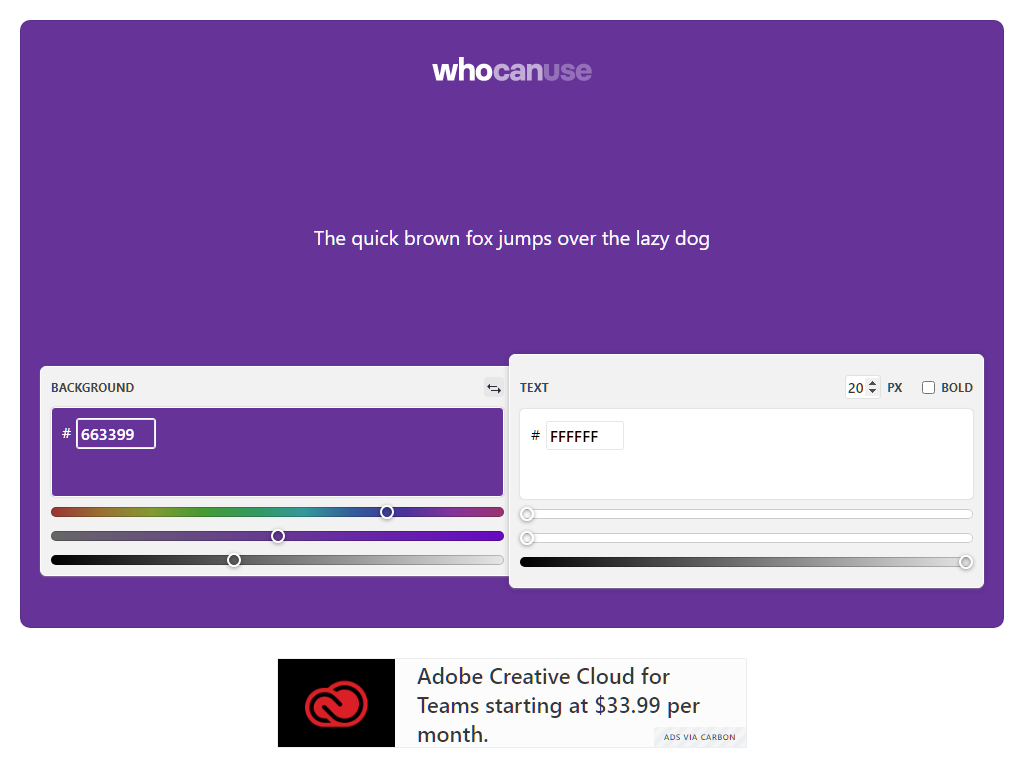 whocanuse
The quick brown fox jumps over the lazy dog
BACKGROUND
# 663399
TEXT
20 PX BOLD
# FFFFFF
Adobe Creative Cloud for
Teams starting at $33.99 per
month.
ADS VIA CARBON